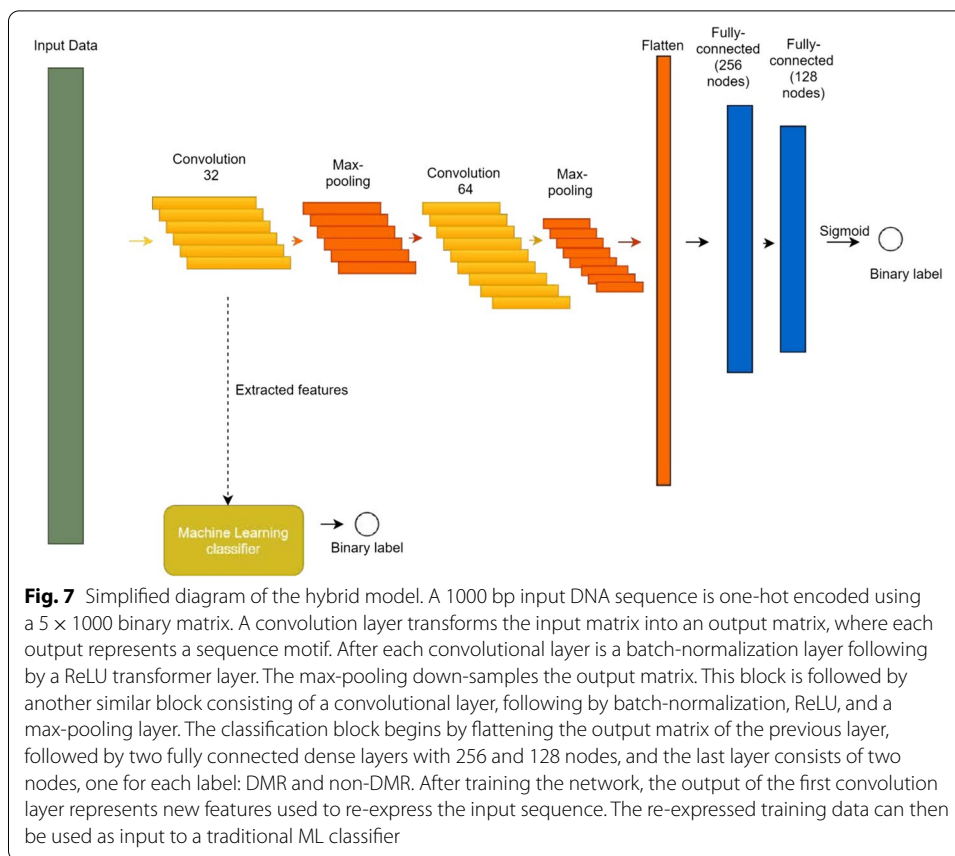 Input Data
Convolution
32
Max-
pooling
Convolution
64
Max-
pooling
Flatten
Fully-
connected
(256
nodes)
Fully-
connected
(128
nodes)
Sigmoid
Binary label
Extracted features
Machine Learning
classifier
Binary label
Fig. 7 Simplified diagram of the hybrid model. A 1000 bp input DNA sequence is one-hot encoded using
a 5 × 1000 binary matrix. A convolution layer transforms the input matrix into an output matrix, where each
output represents a sequence motif. After each convolutional layer is a batch-normalization layer following
by a ReLU transformer layer. The max-pooling down-samples the output matrix. This block is followed by
another similar block consisting of a convolutional layer, following by batch-normalization, ReLU, and a
max-pooling layer. The classification block begins by flattening the output matrix of the previous layer,
followed by two fully connected dense layers with 256 and 128 nodes, and the last layer consists of two
nodes, one for each label: DMR and non-DMR. After training the network, the output of the first convolution
layer represents new features used to re-express the input sequence. The re-expressed training data can then
be used as input to a traditional ML classifier